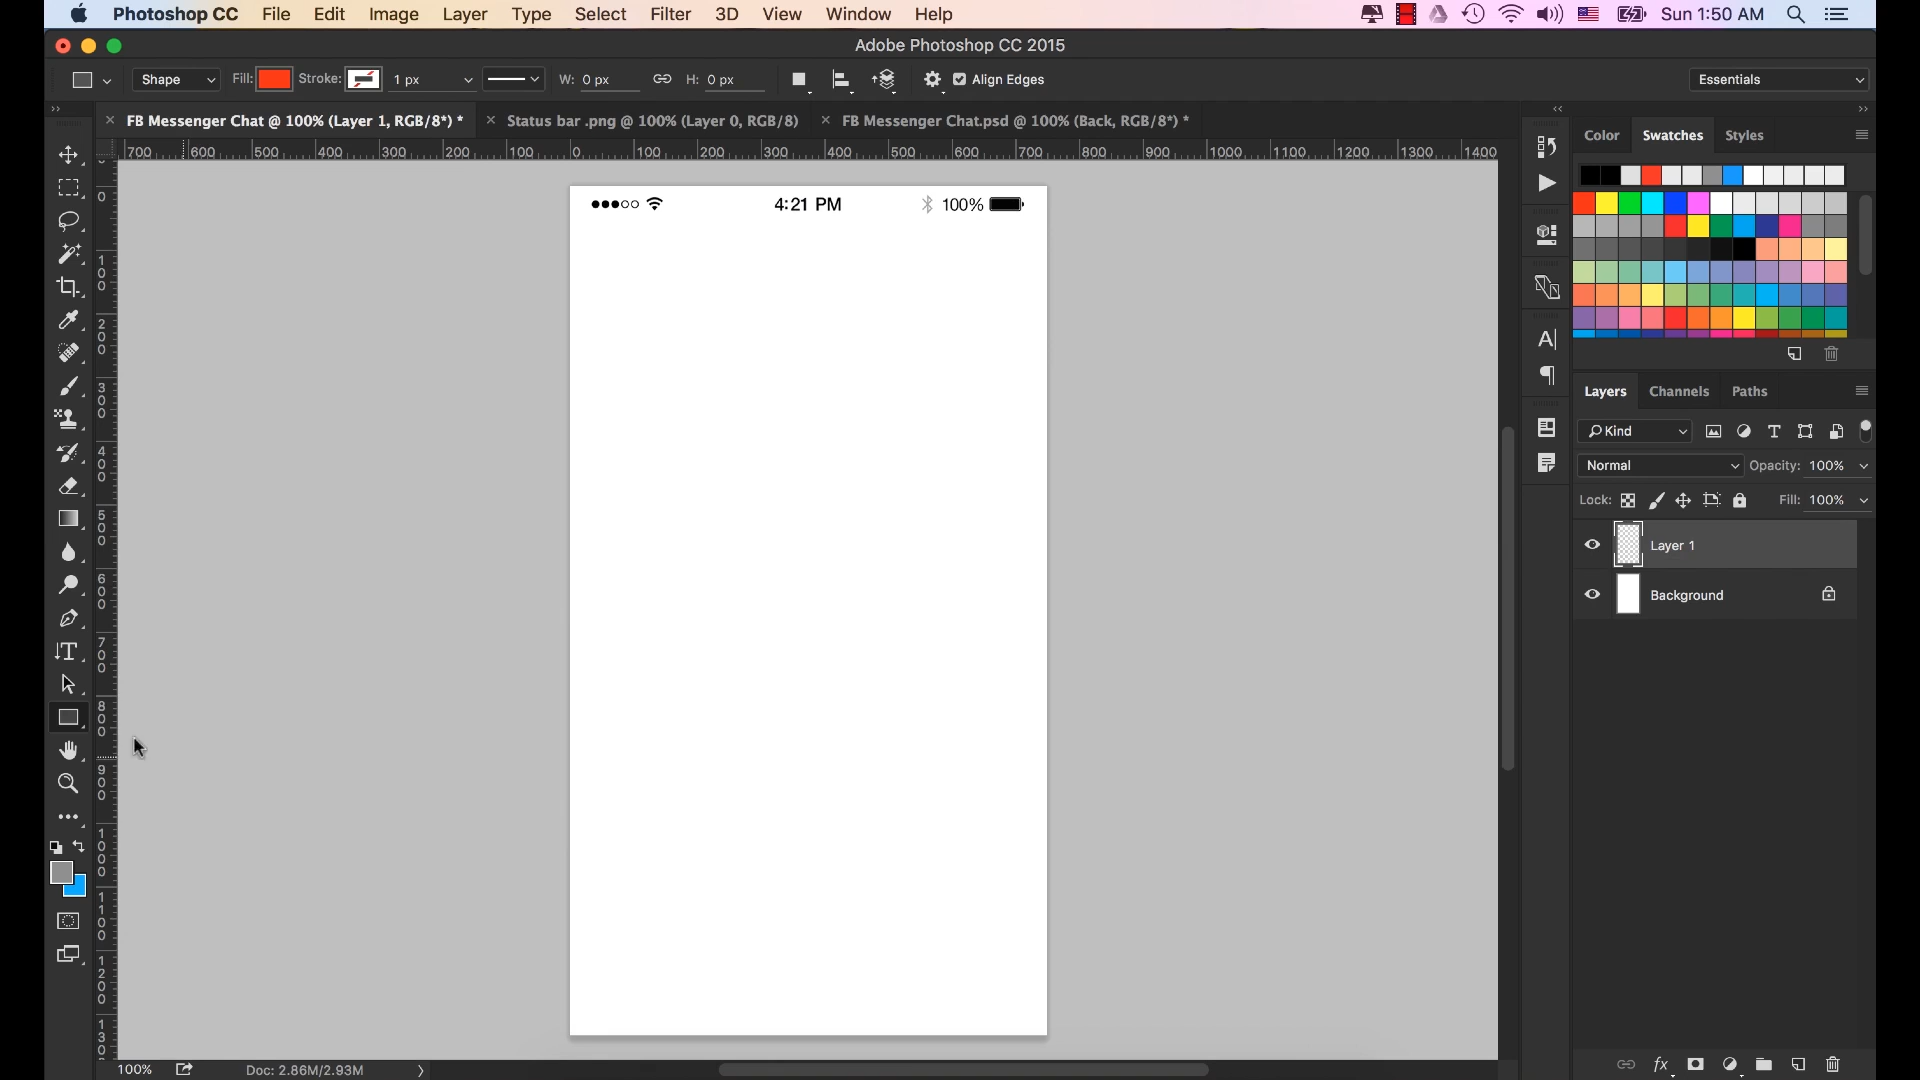 Photoshop CC File Edit Image Layer Type Select Filter 3D View Window Help Sun 1:50 AM
Adobe Photoshop CC 2015
Shape Fill: Stroke: 1 px W: 0 px H: 0 px Align Edges Essentials
FB Messenger Chat @ 100% (Layer 1, RGB/8*) * Status bar .png @ 100% (Layer 0, RGB/8) FB Messenger Chat.psd @ 100% (Back, RGB/8*) *
Color Swatches Styles
700 600 500 400 300 200 100 0 100 200 300 400 500 600 700 800 900 1000 1100 1200 1300 1400
0
100
200
300
400
500
600
700
800
900
1000
1100
1200
4:21 PM 100%
Layers Channels Paths
Kind
Normal Opacity: 100%
Lock: Fill: 100%
Layer 1
Background
100% Doc: 2.86M/2.93M